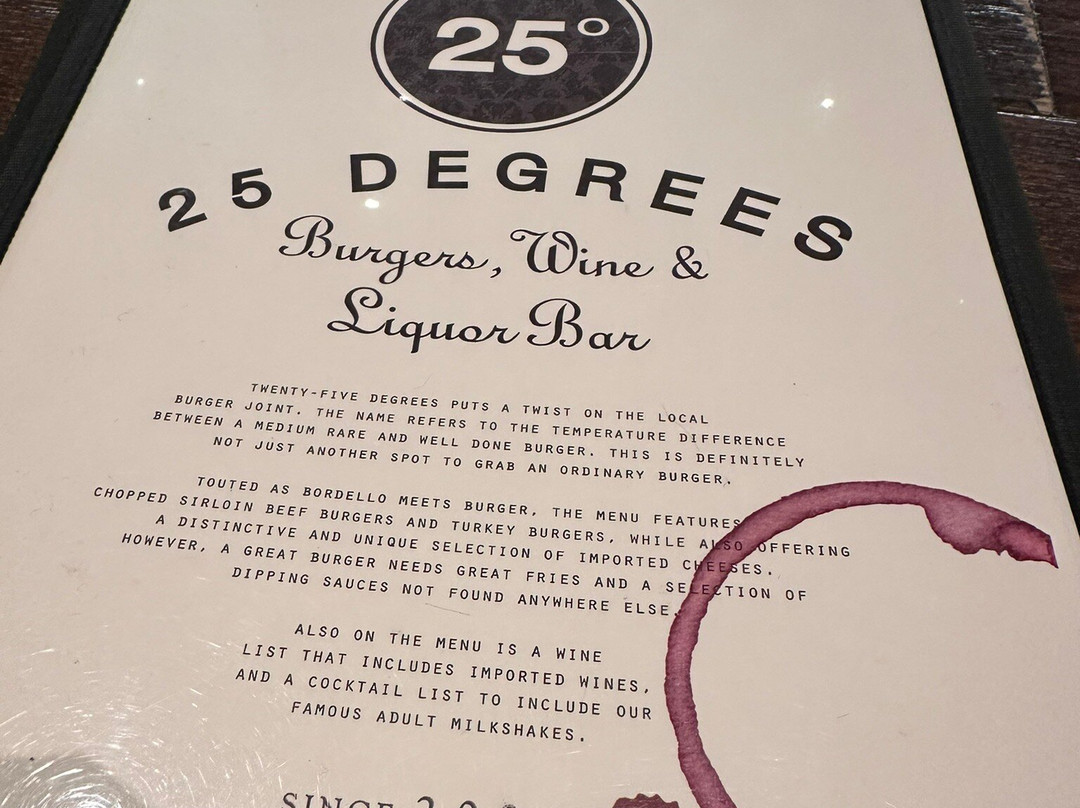 25°
25 DEGREES
Burgers, Wine &
Liquor Bar
TWENTY-FIVE DEGREES PUTS A TWIST ON THE LOCAL
BURGER JOINT. THE NAME REFERS TO THE TEMPERATURE DIFFERENCE
BETWEEN A MEDIUM RARE AND WELL DONE BURGER. THIS IS DEFINITELY
NOT JUST ANOTHER SPOT TO GRAB AN ORDINARY BURGER.
TOUTED AS BORDELLO MEETS BURGER, THE MENU FEATURES
CHOPPED SIRLOIN BEEF BURGERS AND TURKEY BURGERS, WHILE ALSO OFFERING
A DISTINCTIVE AND UNIQUE SELECTION OF IMPORTED CHEESES.
HOWEVER, A GREAT BURGER NEEDS GREAT FRIES AND A SELECTION OF
DIPPING SAUCES NOT FOUND ANYWHERE ELSE.
ALSO ON THE MENU IS A WINE
LIST THAT INCLUDES IMPORTED WINES,
AND A COCKTAIL LIST TO INCLUDE OUR
FAMOUS ADULT MILKSHAKES.
SINCE